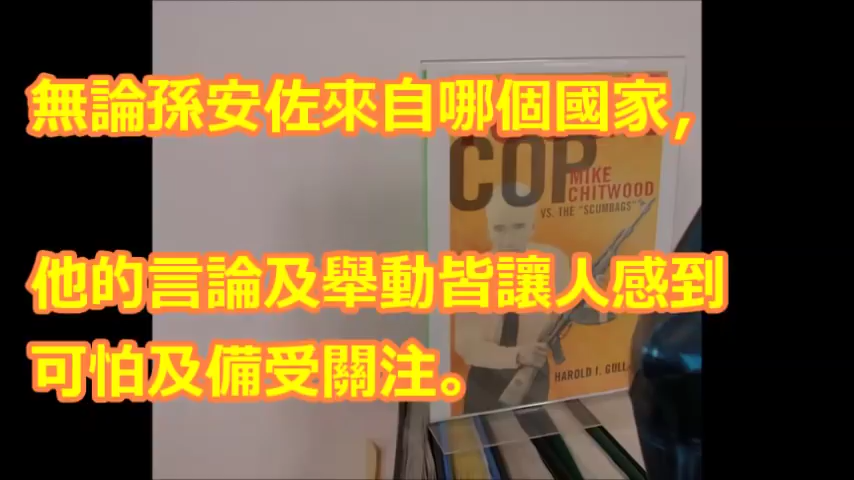 無論孫安佐來自哪個國家，
COP
MIKE
CHITWOOD
VS. THE "SCUMBAGS"
他的言論及舉動皆讓人感到
可怕及備受關注。
HAROLD I. GULL